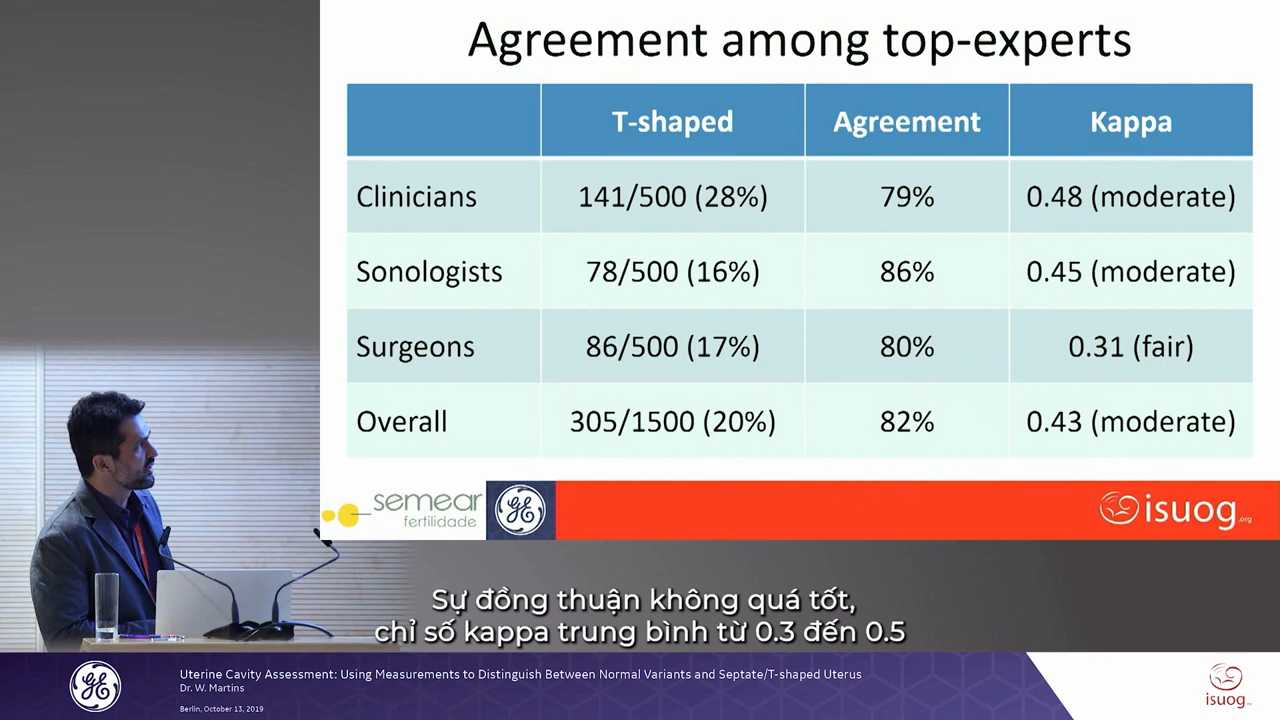 Agreement among top-experts
T-shaped Agreement Kappa
Clinicians 141/500 (28%) 79% 0.48 (moderate)
Sonologists 78/500 (16%) 86% 0.45 (moderate)
Surgeons 86/500 (17%) 80% 0.31 (fair)
Overall 305/1500 (20%) 82% 0.43 (moderate)
semear
fertilidade
GE
isuog.org
Sự đồng thuận không quá tốt,
chỉ số kappa trung bình từ 0.3 đến 0.5
GE
Uterine Cavity Assessment: Using Measurements to Distinguish Between Normal Variants and Septate/T-shaped Uterus
Dr. W. Martins
Berlin, October 13, 2019
isuog.org